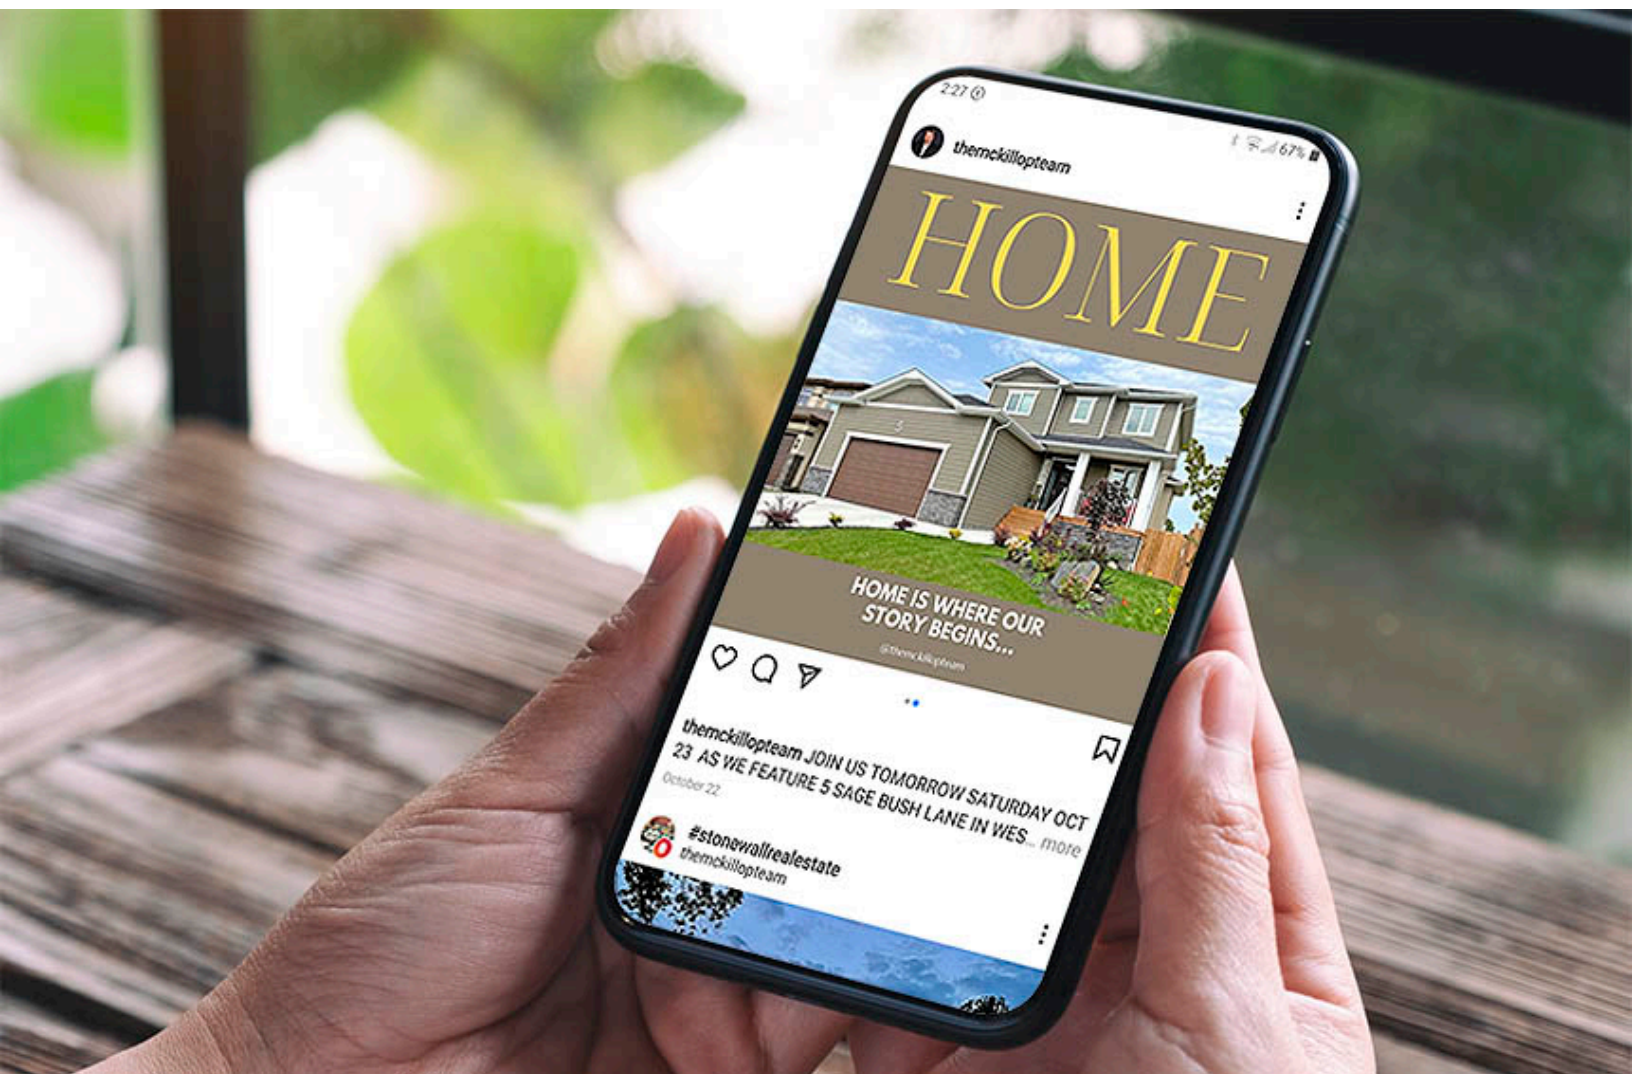 2:27
67%
themckillopteam
HOME
5
HOME IS WHERE OUR
STORY BEGINS...
@themckillopteam
themckillopteam JOIN US TOMORROW SATURDAY OCT
23 AS WE FEATURE 5 SAGE BUSH LANE IN WES... more
October 22
#stonewallrealestate
themckillopteam